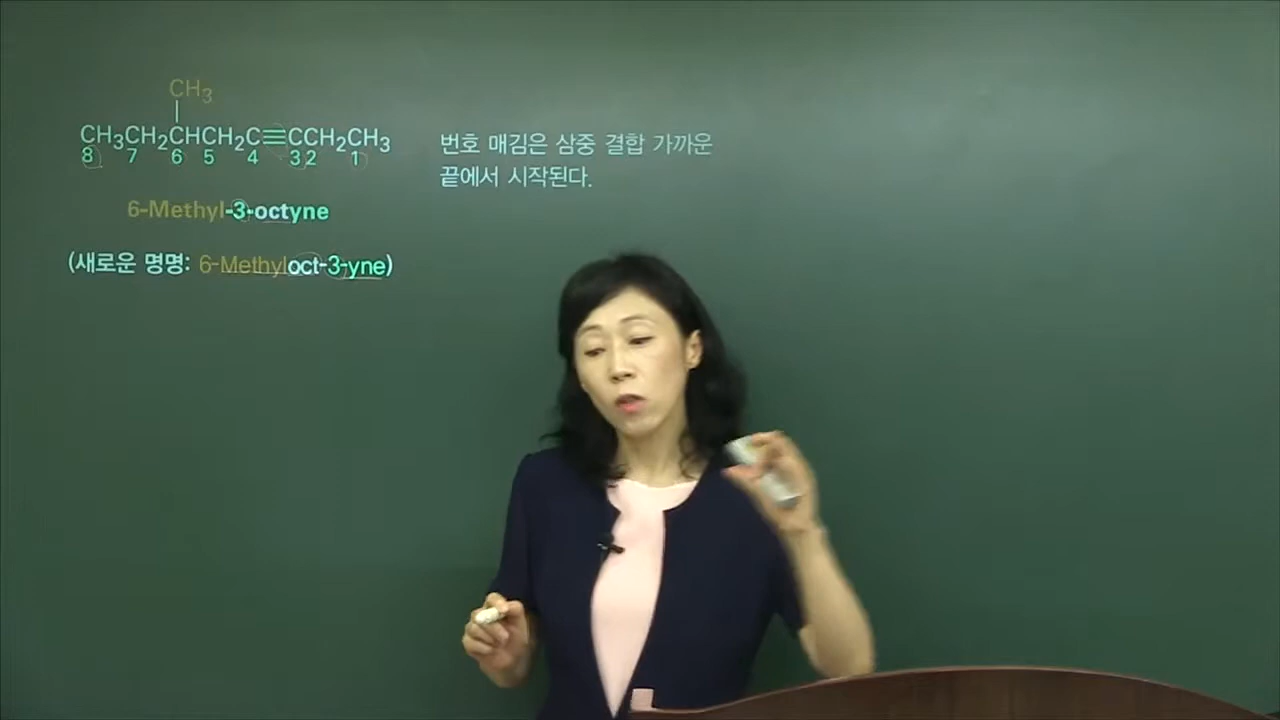 CH3
CH3CH2CHCH2C≡CCH2CH3
8 7 6 5 4 3 2 1
번호 매김은 삼중 결합 가까운
끝에서 시작된다.
6-Methyl-3-octyne
(새로운 명명: 6-Methyloct-3-yne)